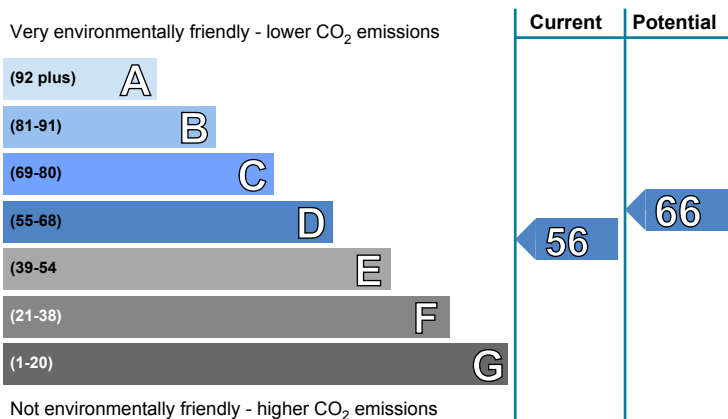 Current Potential
Very environmentally friendly - lower CO2 emissions
(92 plus) A
(81-91) B
(69-80) C
(55-68) D
(39-54 E
(21-38) F
(1-20) G
56
66
Not environmentally friendly - higher CO2 emissions